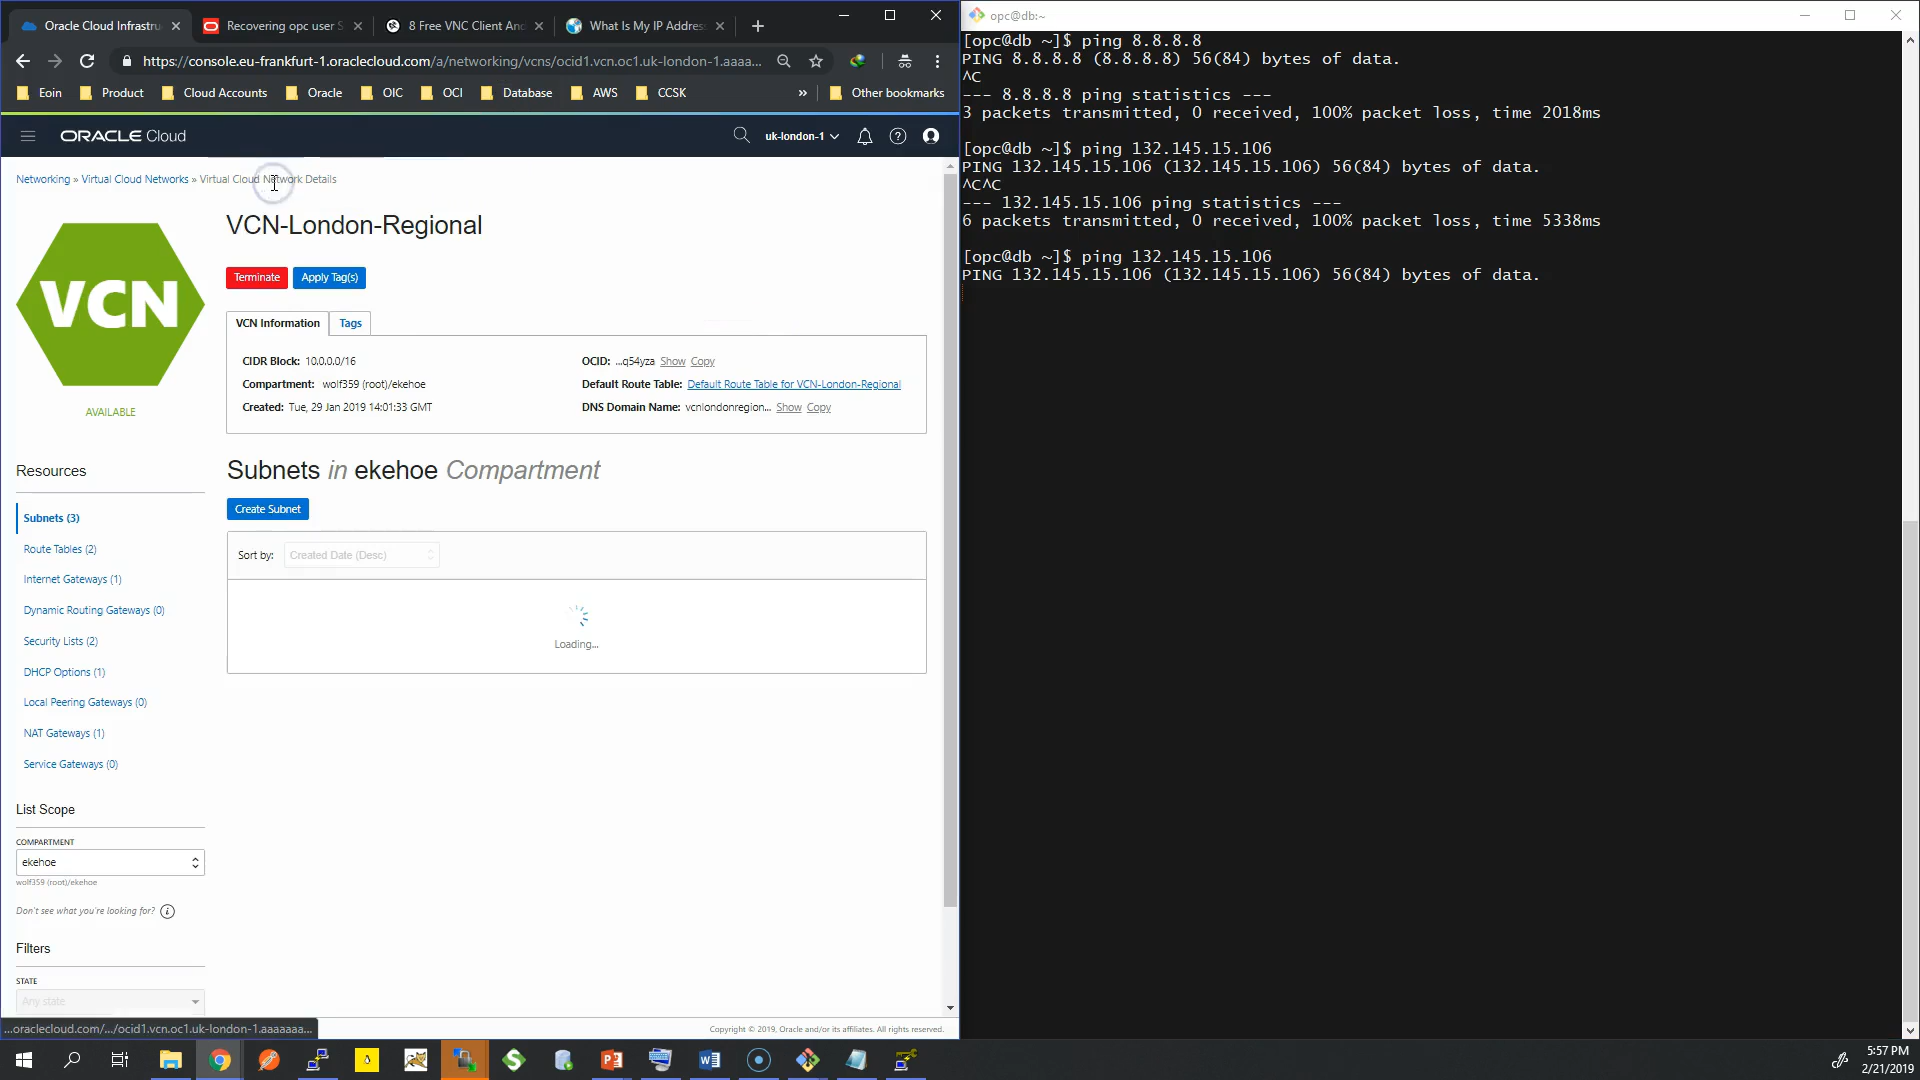 Oracle Cloud Infrastru
Recovering opc user S
8 Free VNC Client And
What Is My IP Address
https://console.eu-frankfurt-1.oraclecloud.com/a/networking/vcns/ocid1.vcn.oc1.uk-london-1.aaaa...
Eoin
Product
Cloud Accounts
Oracle
OIC
OCI
Database
AWS
CCSK
»
Other bookmarks
ORACLE Cloud
uk-london-1
Networking » Virtual Cloud Networks » Virtual Cloud Network Details
VCN
AVAILABLE
VCN-London-Regional
Terminate
Apply Tag(s)
VCN Information
Tags
CIDR Block: 10.0.0.0/16
Compartment: wolf359 (root)/ekehoe
Created: Tue, 29 Jan 2019 14:01:33 GMT
OCID: ...q54yza Show Copy
Default Route Table: Default Route Table for VCN-London-Regional
DNS Domain Name: vcnlondonregion... Show Copy
Resources
Subnets (3)
Route Tables (2)
Internet Gateways (1)
Dynamic Routing Gateways (0)
Security Lists (2)
DHCP Options (1)
Local Peering Gateways (0)
NAT Gateways (1)
Service Gateways (0)
List Scope
COMPARTMENT
ekehoe
wolf359 (root)/ekehoe
Don't see what you're looking for?
Filters
STATE
Any state
Subnets in ekehoe Compartment
Create Subnet
Sort by: Created Date (Desc)
Loading...
...oraclecloud.com/.../ocid1.vcn.oc1.uk-london-1.aaaaaaa...
Copyright © 2019, Oracle and/or its affiliates. All rights reserved.
opc@db:~
[opc@db ~]$ ping 8.8.8.8
PING 8.8.8.8 (8.8.8.8) 56(84) bytes of data.
^C
--- 8.8.8.8 ping statistics ---
3 packets transmitted, 0 received, 100% packet loss, time 2018ms
[opc@db ~]$ ping 132.145.15.106
PING 132.145.15.106 (132.145.15.106) 56(84) bytes of data.
^C^C
--- 132.145.15.106 ping statistics ---
6 packets transmitted, 0 received, 100% packet loss, time 5338ms
[opc@db ~]$ ping 132.145.15.106
PING 132.145.15.106 (132.145.15.106) 56(84) bytes of data.
5:57 PM
2/21/2019